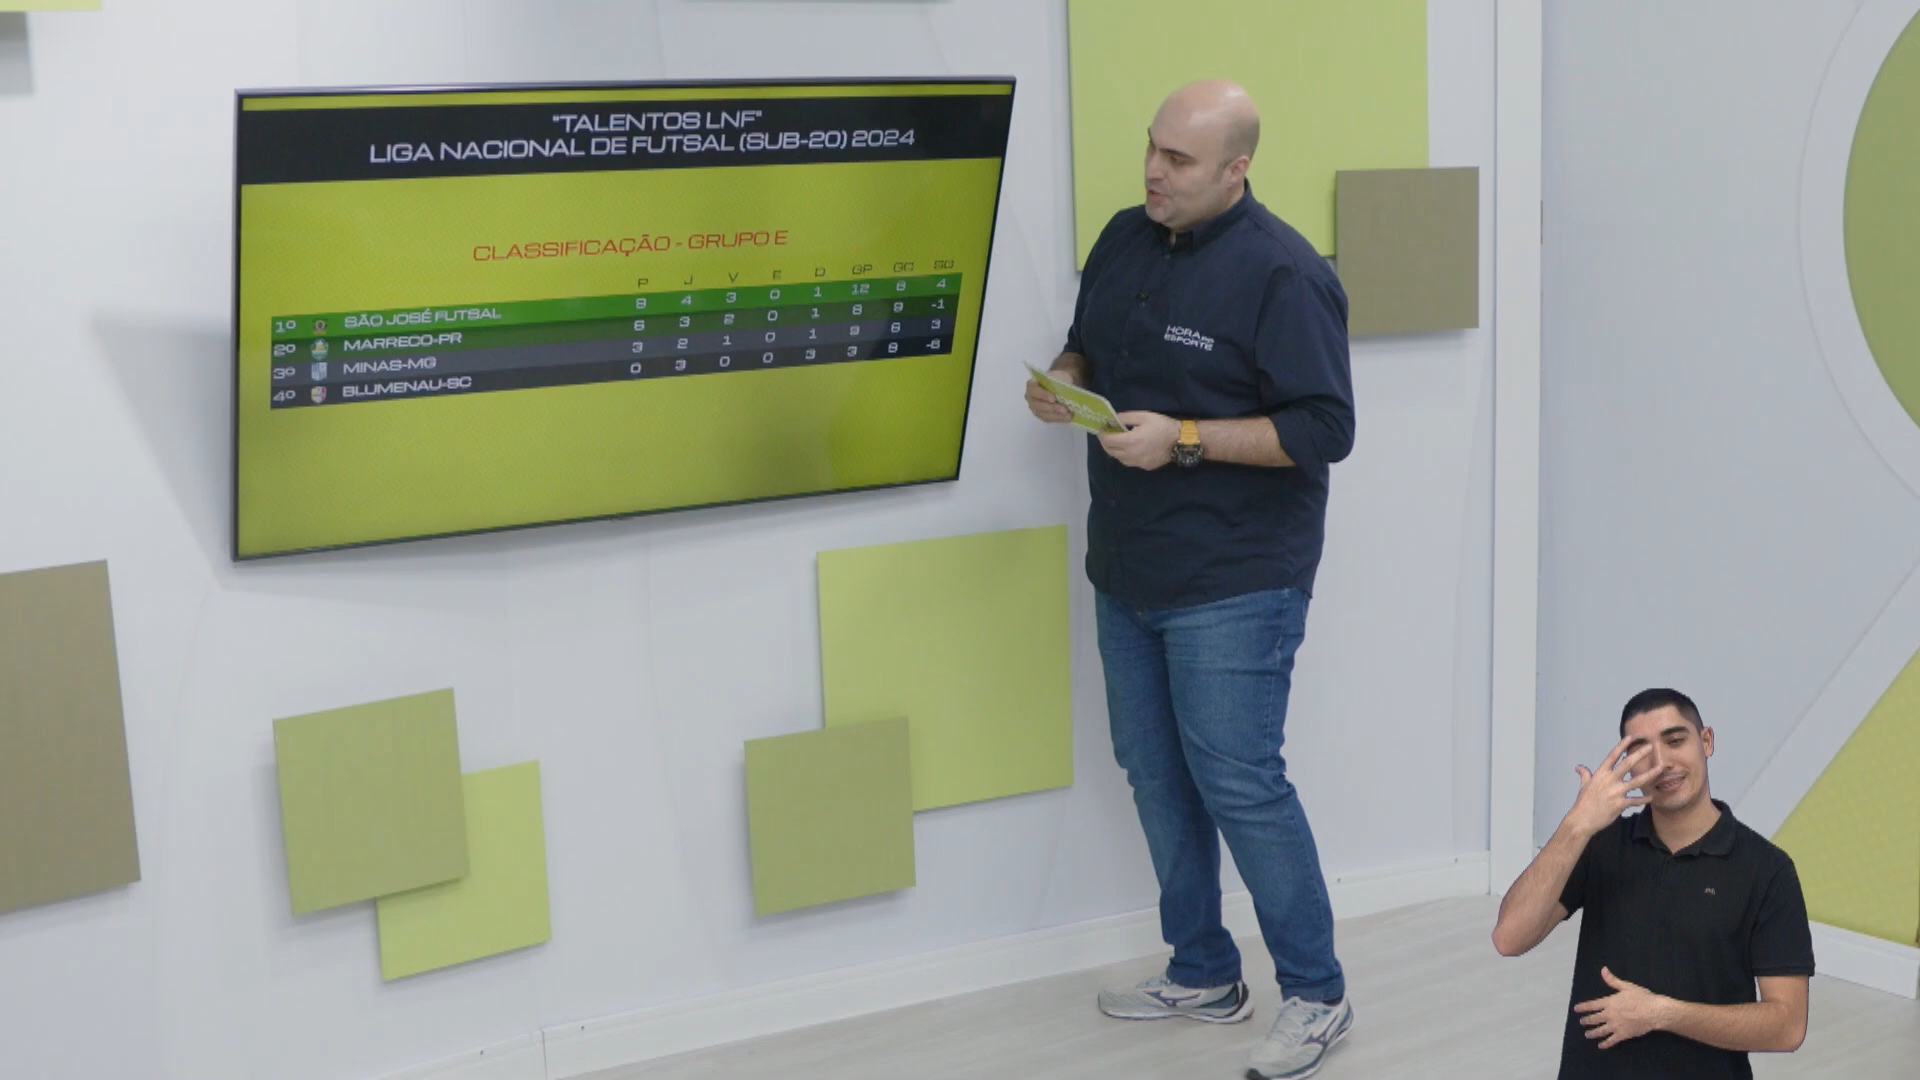 "TALENTOS LNF"
LIGA NACIONAL DE FUTSAL (SUB-20) 2024
CLASSIFICAÇÃO - GRUPO E
P J V E D GP GC SG
1º SÃO JOSÉ FUTSAL 8 4 3 0 1 12 8 4
2º MARRECO-PR 6 3 2 0 1 8 9 -1
3º MINAS-MG 3 2 1 0 1 9 6 3
4º BLUMENAU-SC 0 3 0 0 3 3 9 -6
HORA DO
ESPORTE